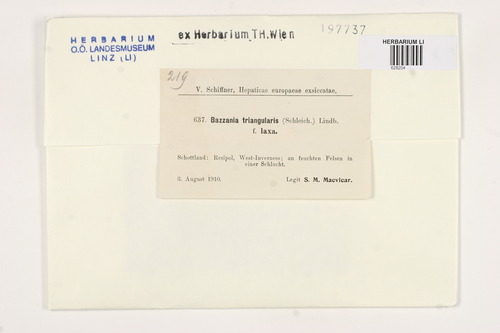 HERBARIUM
O.Ö. LANDESMUSEUM
LINZ (LI)
ex Herbarium TH.Wien
197737
HERBARIUM LI
219
V. Schiffner, Hepaticae europaeae exsiccatae.
637. Bazzania triangularis (Schleich.) Lindb.
f. laxa.
Schottland: Resipol, West-Inverness; an feuchten Felsen in
einer Schlucht.
3. August 1910. Legit S. M. Macvicar.